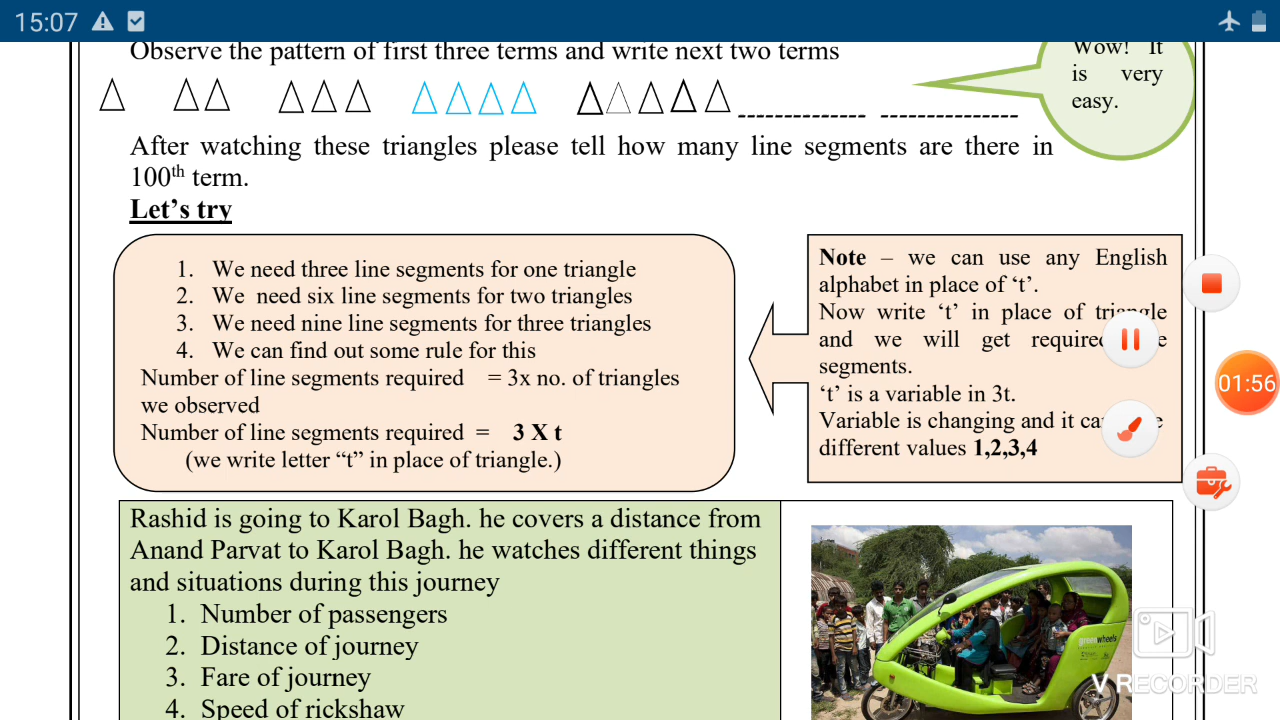 15:07
Observe the pattern of first three terms and write next two terms
Wow! It
is very
easy.
After watching these triangles please tell how many line segments are there in
100th term.
Let's try
1. We need three line segments for one triangle
2. We need six line segments for two triangles
3. We need nine line segments for three triangles
4. We can find out some rule for this
Number of line segments required = 3x no. of triangles
we observed
Number of line segments required = 3 X t
(we write letter “t” in place of triangle.)
Note – we can use any English
alphabet in place of ‘t’.
Now write ‘t’ in place of triangle
and we will get
segments.
‘t’ is a variable in 3t.
Variable is changing and it
different values 1,2,3,4
01:56
Rashid is going to Karol Bagh. he covers a distance from
Anand Parvat to Karol Bagh. he watches different things
and situations during this journey
1. Number of passengers
2. Distance of journey
3. Fare of journey
4. Speed of rickshaw
greenwheels
V RECORDER